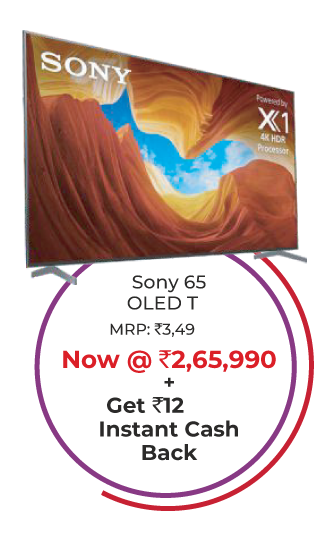 SONY
Powered by
X1
4K HDR
Processor
Sony 65
OLED T
MRP: ₹3,49
Now @ ₹2,65,990
+
Get ₹12
Instant Cash
Back